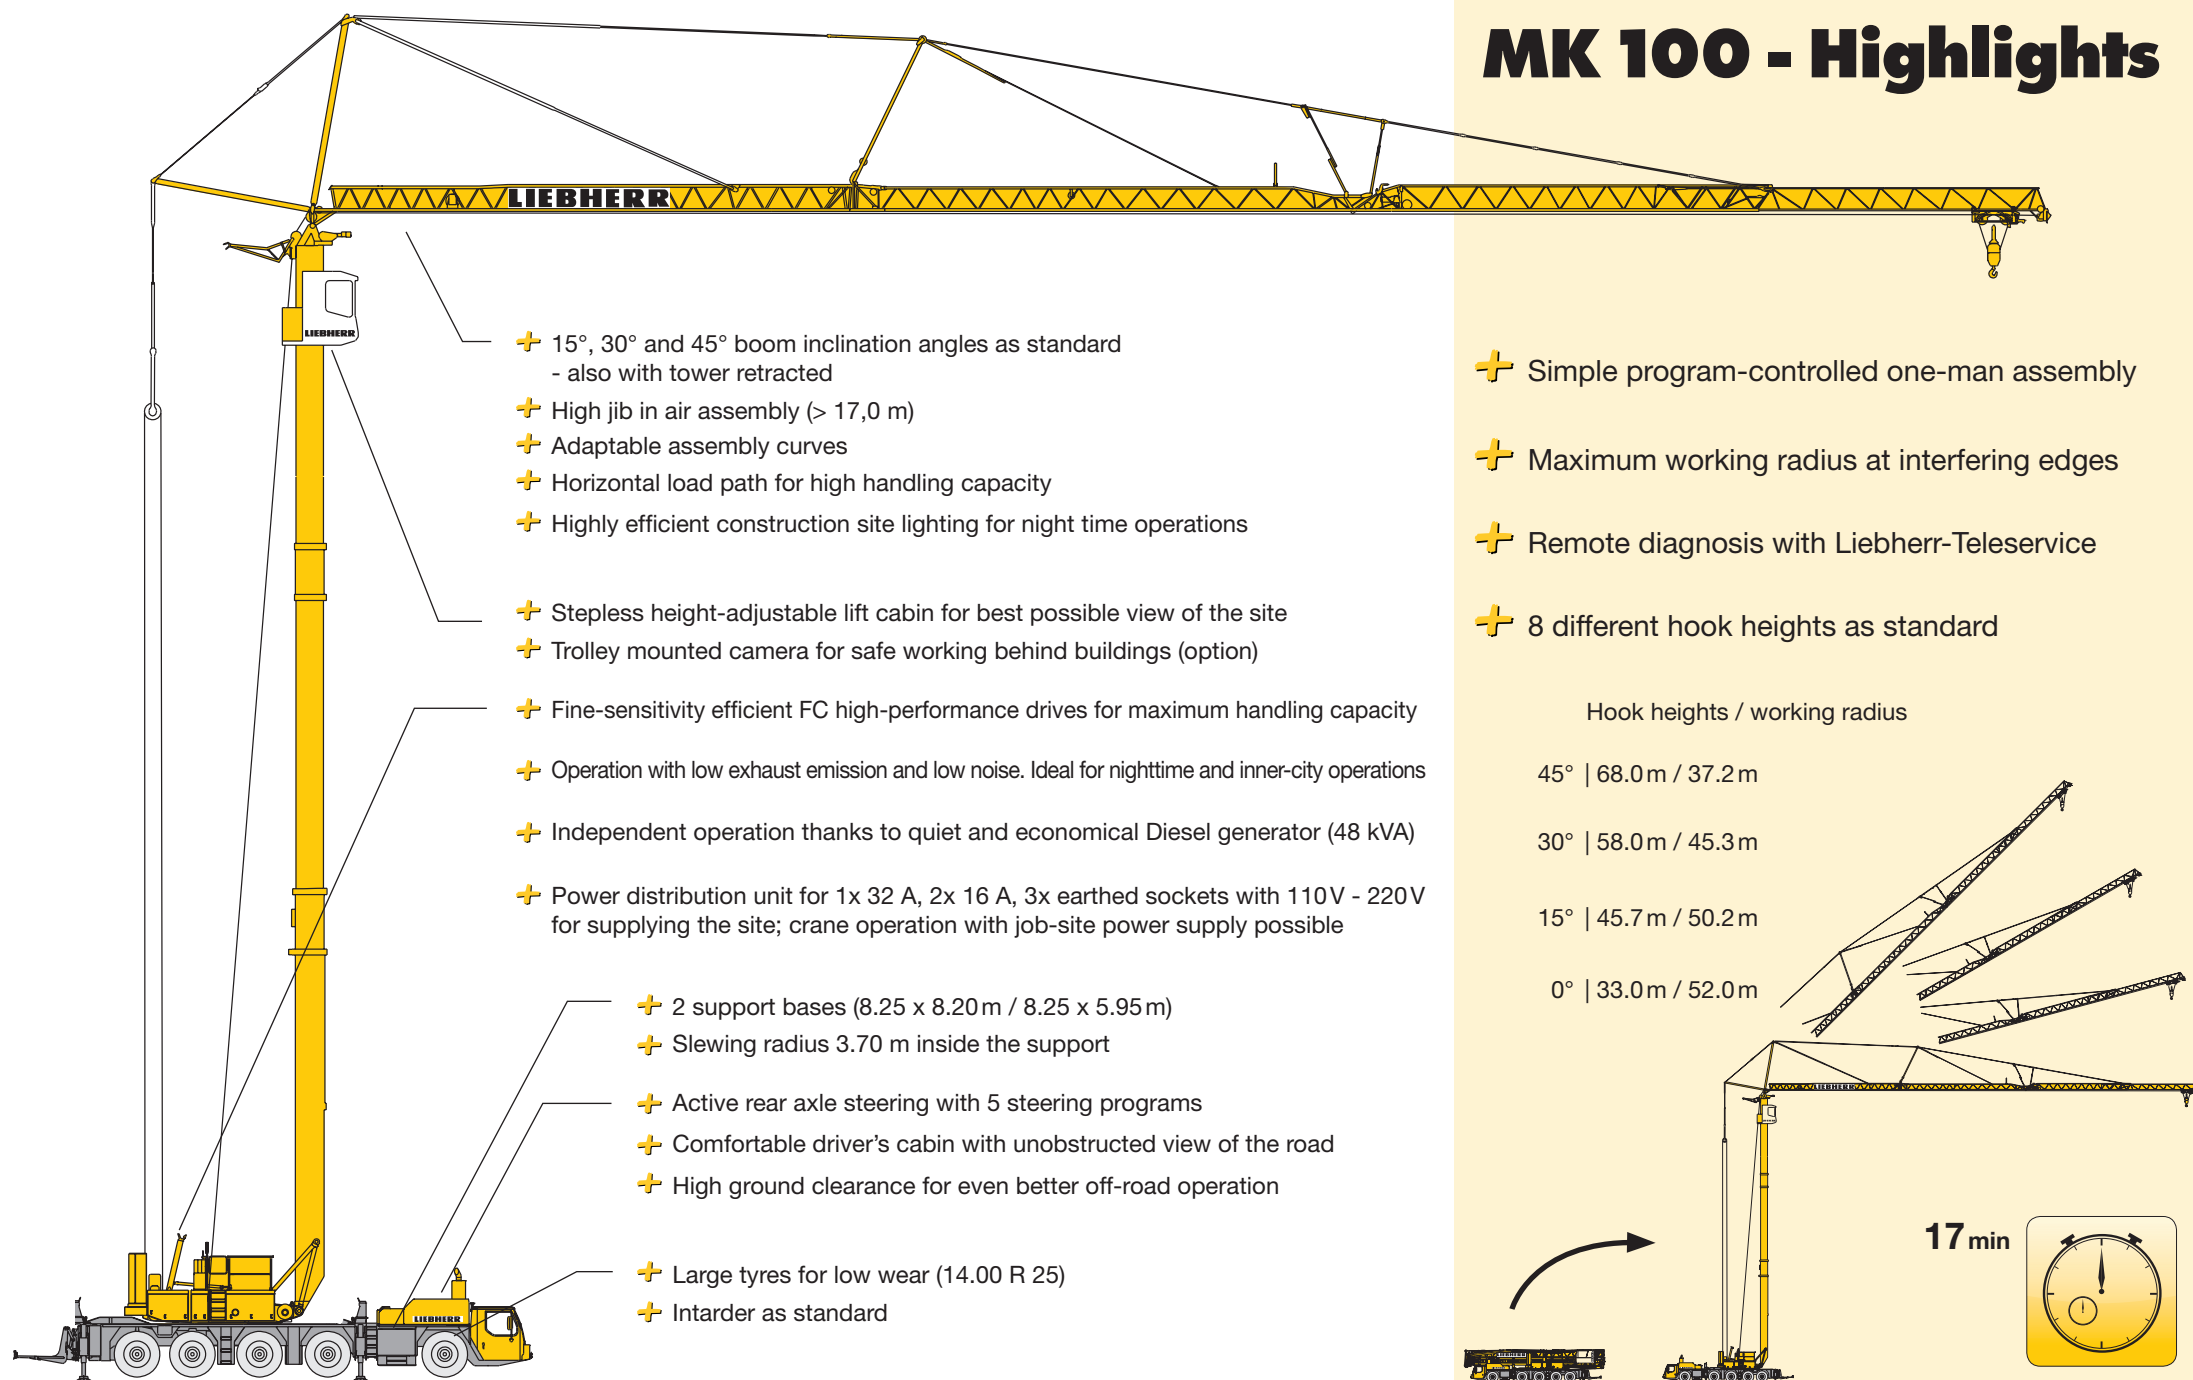 MK 100 - Highlights
LIEBHERR
LIEBHERR
15°, 30° and 45° boom inclination angles as standard
- also with tower retracted
High jib in air assembly (> 17,0 m)
Adaptable assembly curves
Horizontal load path for high handling capacity
Highly efficient construction site lighting for night time operations
Stepless height-adjustable lift cabin for best possible view of the site
Trolley mounted camera for safe working behind buildings (option)
Fine-sensitivity efficient FC high-performance drives for maximum handling capacity
Operation with low exhaust emission and low noise. Ideal for nighttime and inner-city operations
Independent operation thanks to quiet and economical Diesel generator (48 kVA)
Power distribution unit for 1x 32 A, 2x 16 A, 3x earthed sockets with 110 V - 220 V
for supplying the site; crane operation with job-site power supply possible
2 support bases (8.25 x 8.20 m / 8.25 x 5.95 m)
Slewing radius 3.70 m inside the support
Active rear axle steering with 5 steering programs
Comfortable driver's cabin with unobstructed view of the road
High ground clearance for even better off-road operation
Large tyres for low wear (14.00 R 25)
Intarder as standard
LIEBHERR
Simple program-controlled one-man assembly
Maximum working radius at interfering edges
Remote diagnosis with Liebherr-Teleservice
8 different hook heights as standard
Hook heights / working radius
45° | 68.0 m / 37.2 m
30° | 58.0 m / 45.3 m
15° | 45.7 m / 50.2 m
0° | 33.0 m / 52.0 m
LIEBHERR
17 min
LIEBHERR